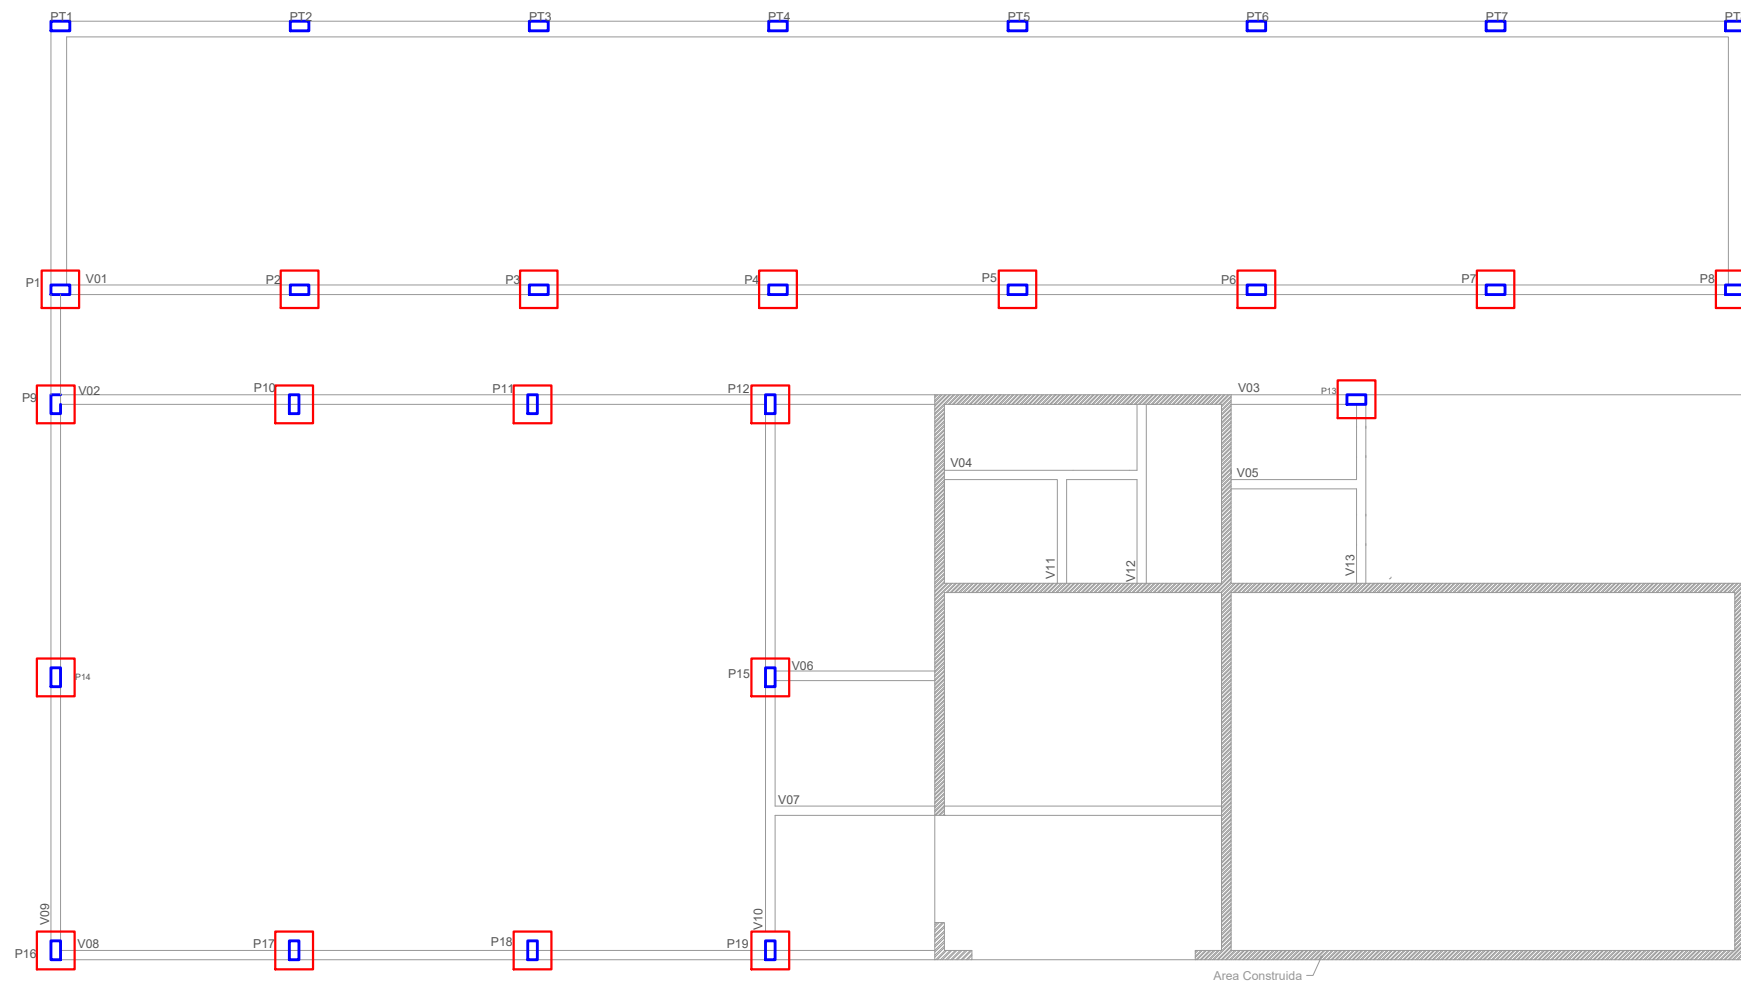 PT1 PT2 PT3 PT4 PT5 PT6 PT7 PT
P1 V01 P2 P3 P4 P5 P6 P7 P8
P9 V02 P10 P11 P12 V03 P13
V04 V05
V11 V12 V13
P14 P15 V06
V07
V09 V10
P16 V08 P17 P18 P19
Area Construida